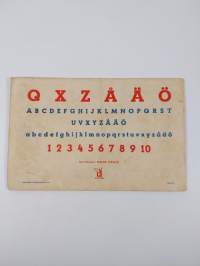 Q X Z Å Ä Ö
A B C D E F G H I J K L M N O P Q R S T
U V X Y Z Å Ä Ö
a b c d e f g h i j k l m n o p q r s t u v x y z å ä ö
1 2 3 4 5 6 7 8 9 10